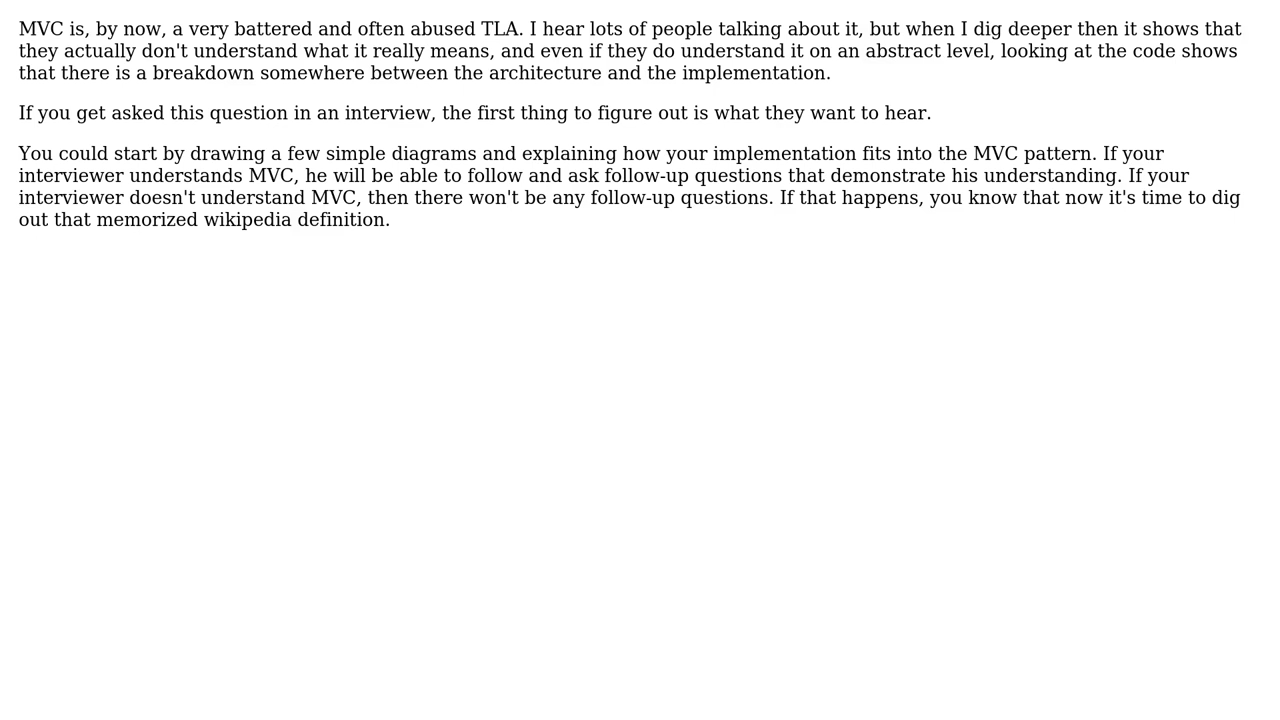 MVC is, by now, a very battered and often abused TLA. I hear lots of people talking about it, but when I dig deeper then it shows that
they actually don't understand what it really means, and even if they do understand it on an abstract level, looking at the code shows
that there is a breakdown somewhere between the architecture and the implementation.
If you get asked this question in an interview, the first thing to figure out is what they want to hear.
You could start by drawing a few simple diagrams and explaining how your implementation fits into the MVC pattern. If your
interviewer understands MVC, he will be able to follow and ask follow-up questions that demonstrate his understanding. If your
interviewer doesn't understand MVC, then there won't be any follow-up questions. If that happens, you know that now it's time to dig
out that memorized wikipedia definition.